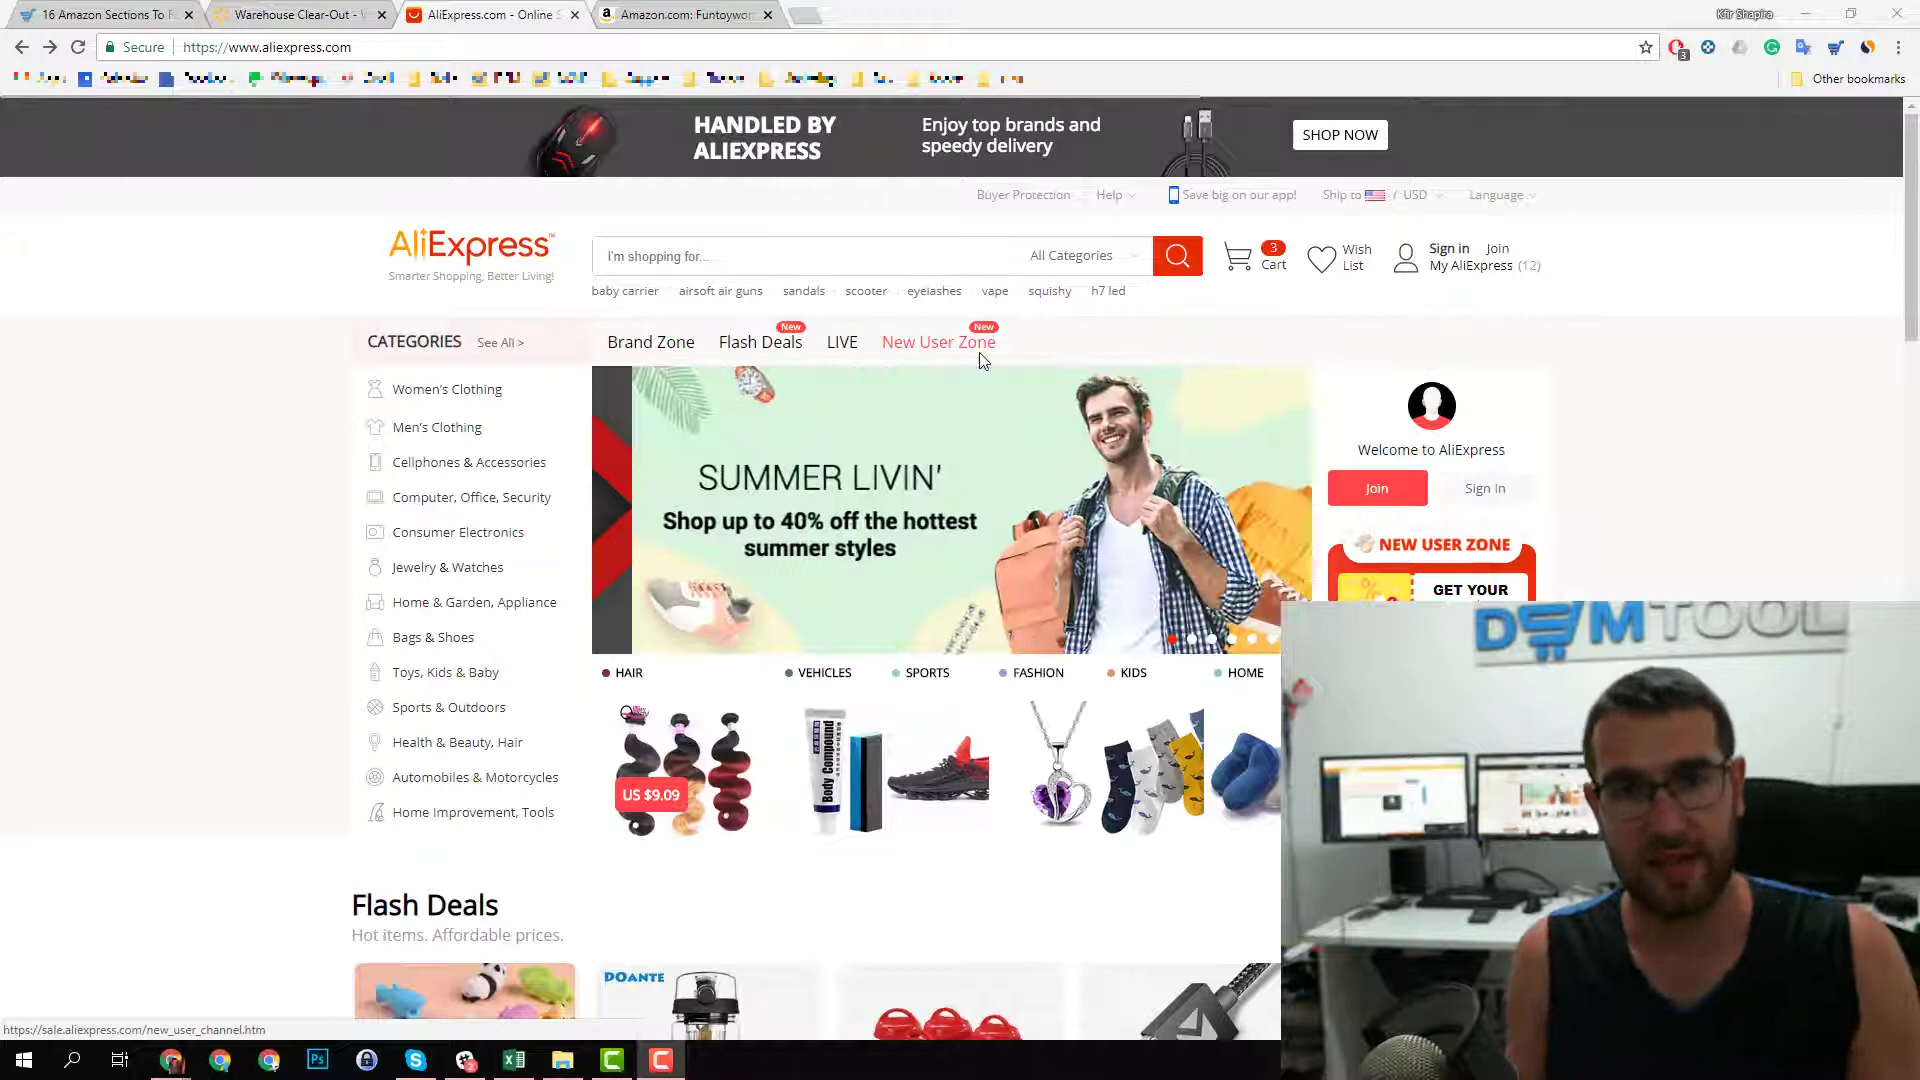 16 Amazon Sections To F
Warehouse Clear-Out -
AliExpress.com - Online S
Amazon.com: Funtoywor
Kfir Shapira
Secure
https://www.aliexpress.com
3
Other bookmarks
HANDLED BY
ALIEXPRESS
Enjoy top brands and
speedy delivery
SHOP NOW
Buyer Protection
Help
Save big on our app!
Ship to / USD
Language
AliExpress™
Smarter Shopping, Better Living!
I'm shopping for...
All Categories
3
Cart
Wish
List
Sign in Join
My AliExpress (12)
baby carrier airsoft air guns sandals scooter eyelashes vape squishy h7 led
CATEGORIES See All >
Brand Zone
New
Flash Deals
LIVE
New
New User Zone
Women's Clothing
Men's Clothing
Cellphones & Accessories
Computer, Office, Security
Consumer Electronics
Jewelry & Watches
Home & Garden, Appliance
Bags & Shoes
Toys, Kids & Baby
Sports & Outdoors
Health & Beauty, Hair
Automobiles & Motorcycles
Home Improvement, Tools
SUMMER LIVIN'
Shop up to 40% off the hottest
summer styles
Welcome to AliExpress
Join
Sign In
NEW USER ZONE
GET YOUR
HAIR
VEHICLES
SPORTS
FASHION
KIDS
HOME
US $9.09
Body Compound
DSM TOOL
Flash Deals
Hot items. Affordable prices.
DOANTE
https://sale.aliexpress.com/new_user_channel.htm
Ps
2